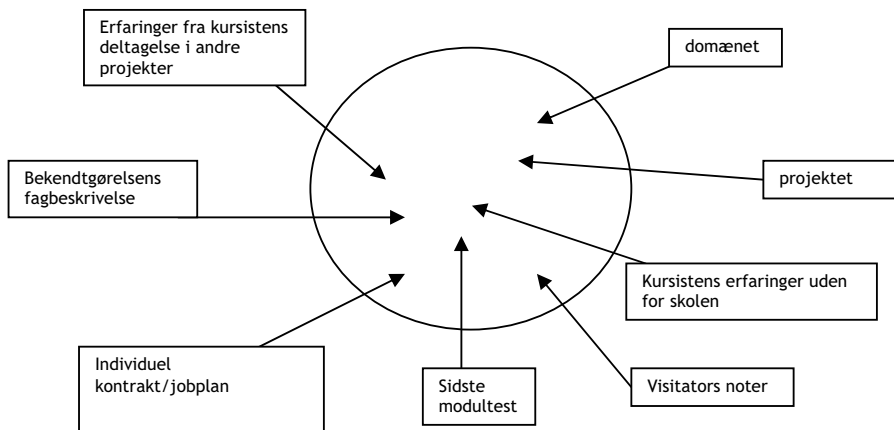 Erfaringer fra kursistens
deltagelse i andre
projekter
domænet
Bekendtgørelsens
fagbeskrivelse
projektet
Kursistens erfaringer uden
for skolen
Individuel
kontrakt/jobplan
Sidste
modultest
Visitators noter